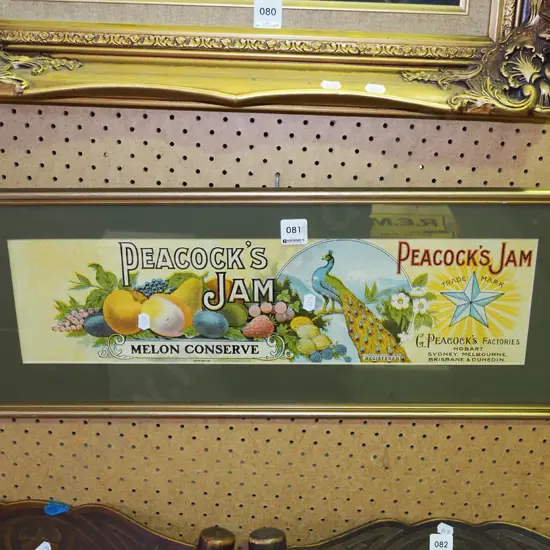 080
081
PEACOCK'S
JAM
MELON CONSERVE
PEACOCK'S JAM
TRADE MARK
G. PEACOCK'S FACTORIES
HOBART
SYDNEY, MELBOURNE,
BRISBANE & DUNEDIN.
082